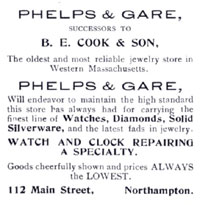 PHELPS & GARE,
SUCCESSORS TO
B. E. COOK & SON,
The oldest and most reliable jewelry store in
Western Massachusetts.
PHELPS & GARE,
Will endeavor to maintain the high standard
this store has always had for carrying the
finest line of Watches, Diamonds, Solid
Silverware, and the latest fads in jewelry.
WATCH AND CLOCK REPAIRING
A SPECIALTY.
Goods cheerfully shown and prices ALWAYS
the LOWEST.
112 Main Street, Northampton.